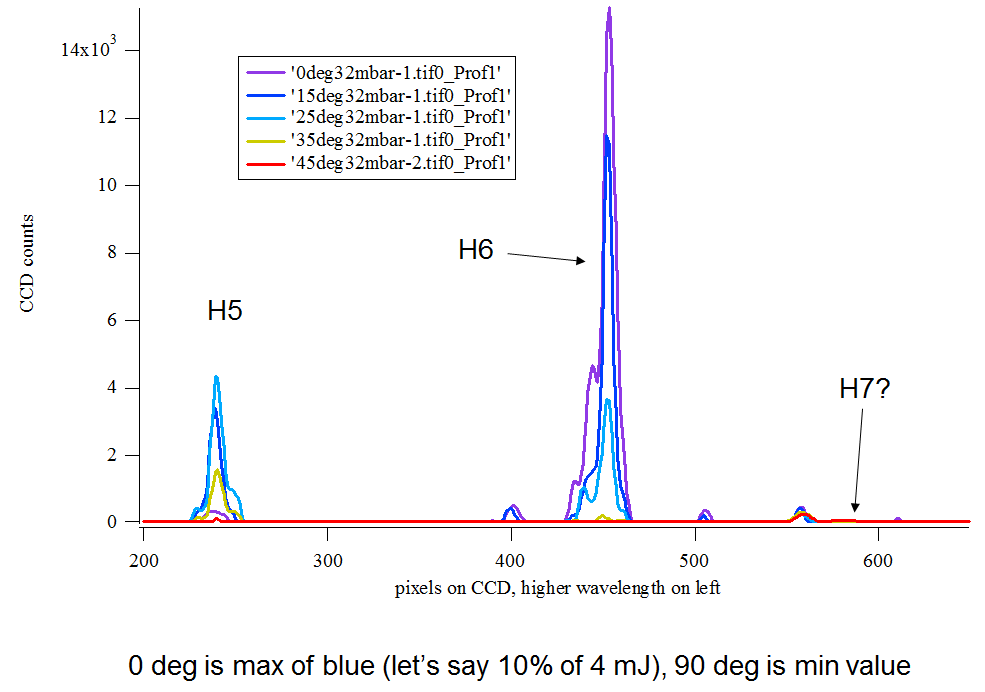 14x10³
12
10
8
6
4
2
0
CCD counts
'0deg32mbar-1.tif0_Prof1'
'15deg32mbar-1.tif0_Prof1'
'25deg32mbar-1.tif0_Prof1'
'35deg32mbar-1.tif0_Prof1'
'45deg32mbar-2.tif0_Prof1'
H6
H5
H7?
200 300 400 500 600
pixels on CCD, higher wavelength on left
0 deg is max of blue (let’s say 10% of 4 mJ), 90 deg is min value